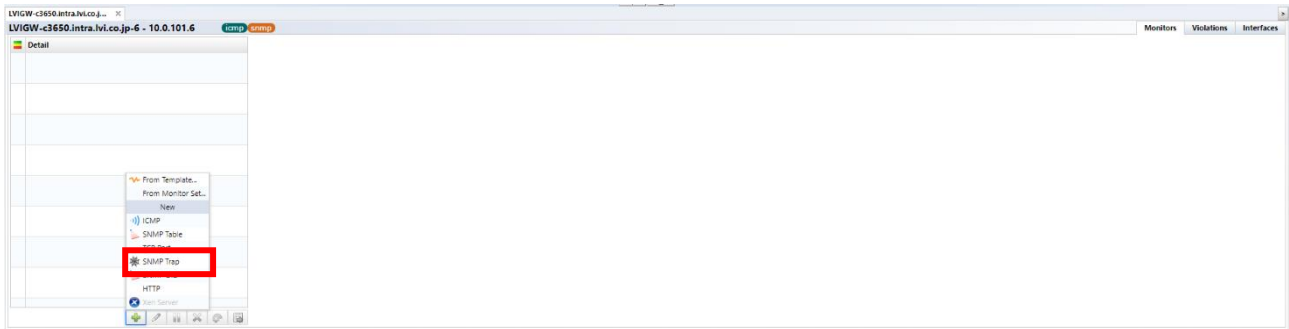 LVIGW-c3650.intra.lvi.co.j...
LVIGW-c3650.intra.lvi.co.jp-6 - 10.0.101.6 icmp snmp Monitors Violations Interfaces
Detail
From Template...
From Monitor Set...
New
ICMP
SNMP Table
SNMP Trap
HTTP
Xen Server